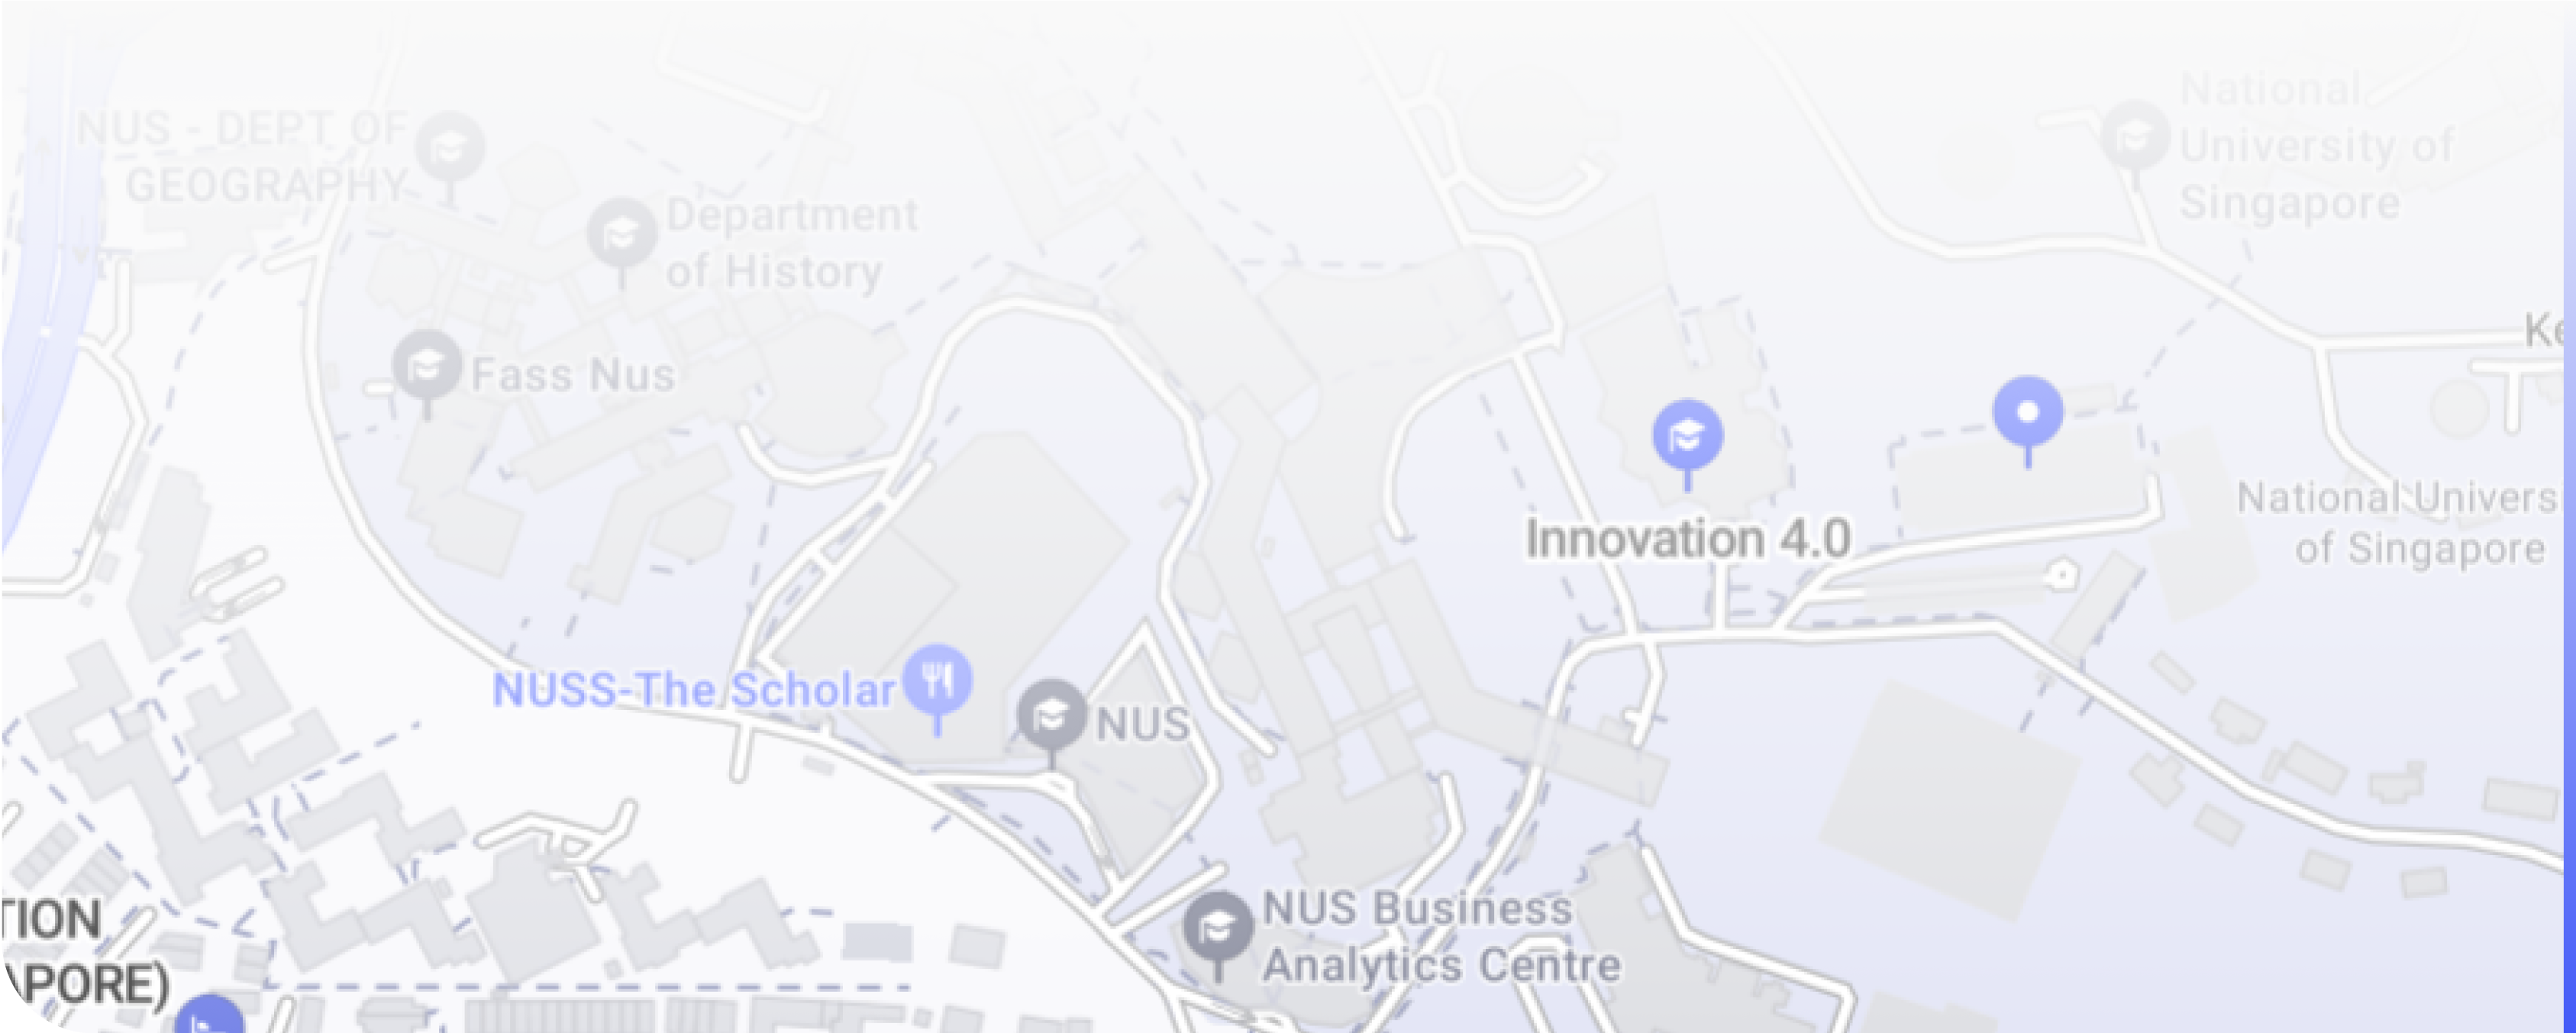 National
University of
Singapore
NUS - DEPT OF
GEOGRAPHY
Department
of History
Fass Nus
Ke
National Univers
of Singapore
Innovation 4.0
NUSS-The Scholar
NUS
NUS Business
Analytics Centre
TION
APORE)